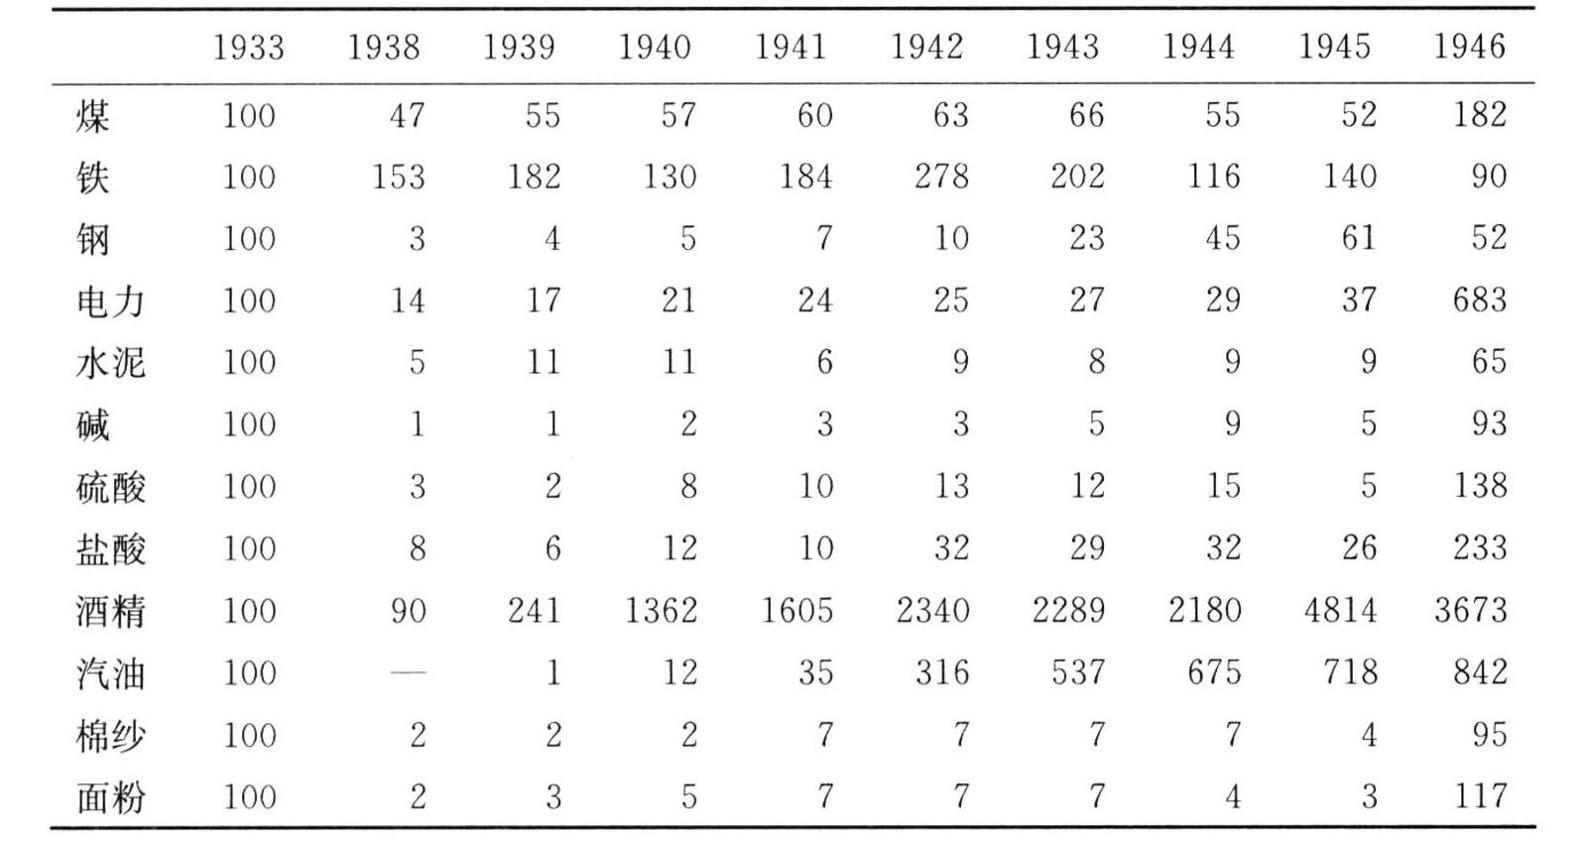 1933 1938 1939 1940 1941 1942 1943 1944 1945 1946
煤 100 47 55 57 60 63 66 55 52 182
铁 100 153 182 130 184 278 202 116 140 90
钢 100 3 4 5 7 10 23 45 61 52
电力 100 14 17 21 24 25 27 29 37 683
水泥 100 5 11 11 6 9 8 9 9 65
碱 100 1 1 2 3 3 5 9 5 93
硫酸 100 3 2 8 10 13 12 15 5 138
盐酸 100 8 6 12 10 32 29 32 26 233
酒精 100 90 241 1362 1605 2340 2289 2180 4814 3673
汽油 100 — 1 12 35 316 537 675 718 842
棉纱 100 2 2 2 7 7 7 7 4 95
面粉 100 2 3 5 7 7 7 4 3 117